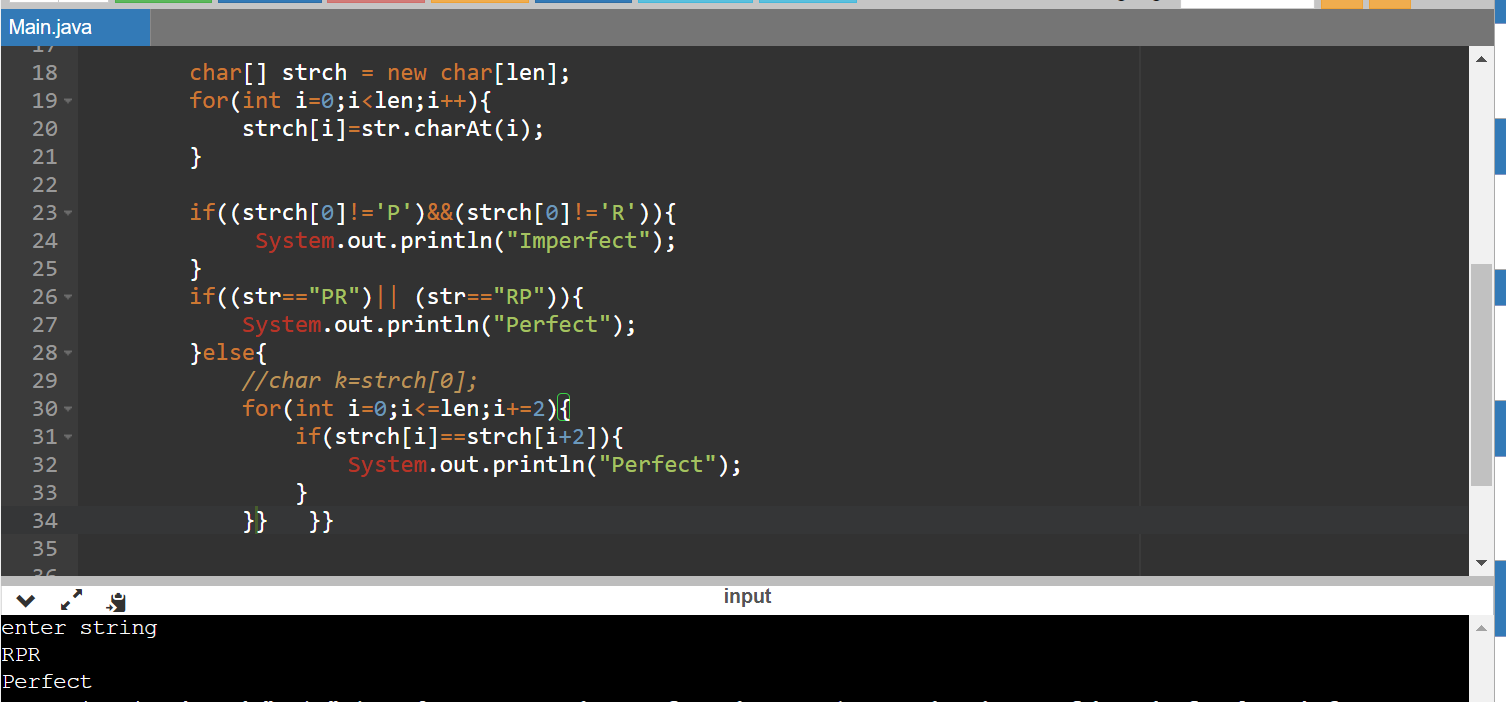 Main.java
17
18 char[] strch = new char[len];
19 for(int i=0;i<len;i++){
20 strch[i]=str.charAt(i);
21 }
22
23 if((strch[0]!='P')&&(strch[0]!='R')){
24 System.out.println("Imperfect");
25 }
26 if((str=="PR")|| (str=="RP")){
27 System.out.println("Perfect");
28 }else{
29 //char k=strch[0];
30 for(int i=0;i<=len;i+=2){
31 if(strch[i]==strch[i+2]){
32 System.out.println("Perfect");
33 }
34 }} }}
35
36
input
enter string
RPR
Perfect